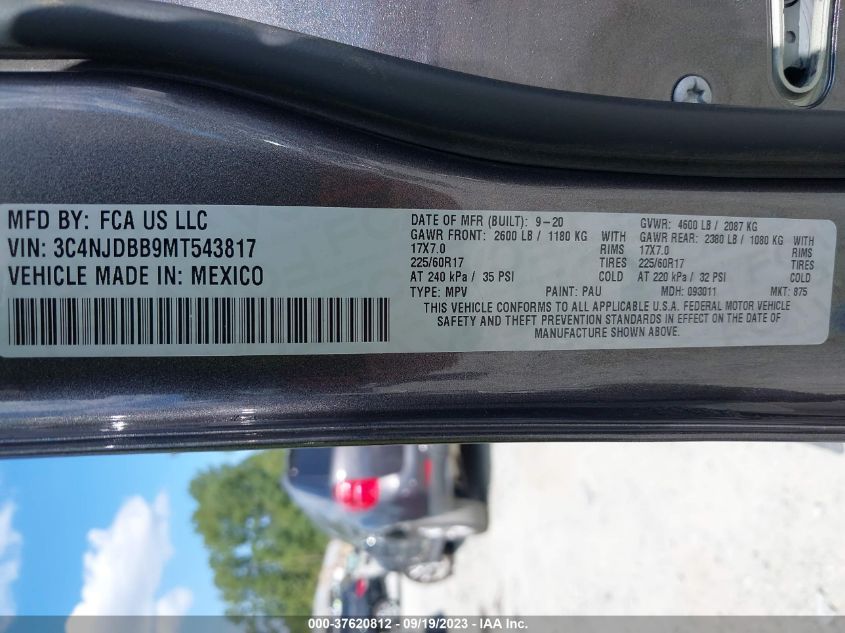 MFD BY: FCA US LLC
VIN: 3C4NJDBB9MT543817
VEHICLE MADE IN: MEXICO
DATE OF MFR (BUILT): 9-20 GVWR: 4600 LB / 2087 KG
GAWR FRONT: 2600 LB / 1180 KG WITH GAWR REAR: 2380 LB / 1080 KG WITH
17X7.0 RIMS 17X7.0 RIMS
225/60R17 TIRES 225/60R17 TIRES
AT 240 kPa / 35 PSI COLD AT 220 kPa / 32 PSI COLD
TYPE: MPV PAINT: PAU MDH: 093011 MKT: 875
THIS VEHICLE CONFORMS TO ALL APPLICABLE U.S.A. FEDERAL MOTOR VEHICLE
SAFETY AND THEFT PREVENTION STANDARDS IN EFFECT ON THE DATE OF
MANUFACTURE SHOWN ABOVE.
000-37620812 - 09/19/2023 - IAA Inc.